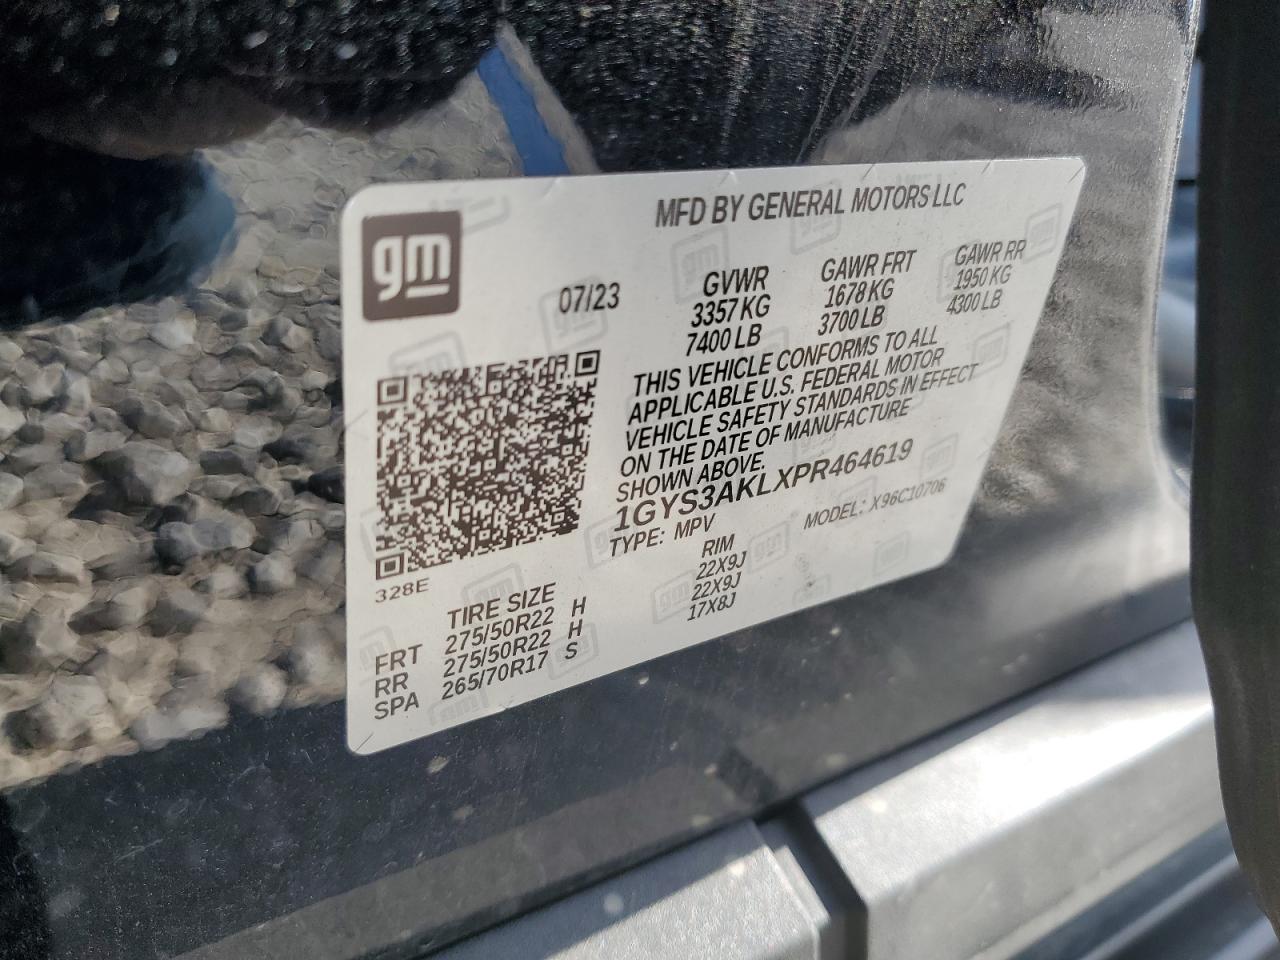 MFD BY GENERAL MOTORS LLC
gm
07/23
GVWR GAWR FRT GAWR RR
3357 KG 1678 KG 1950 KG
7400 LB 3700 LB 4300 LB
THIS VEHICLE CONFORMS TO ALL
APPLICABLE U.S. FEDERAL MOTOR
VEHICLE SAFETY STANDARDS IN EFFECT
ON THE DATE OF MANUFACTURE
SHOWN ABOVE.
1GYS3AKLXPR464619
TYPE: MPV MODEL: X96C10706
328E
TIRE SIZE RIM
FRT 275/50R22 H 22X9J
RR 275/50R22 H 22X9J
SPA 265/70R17 S 17X8J